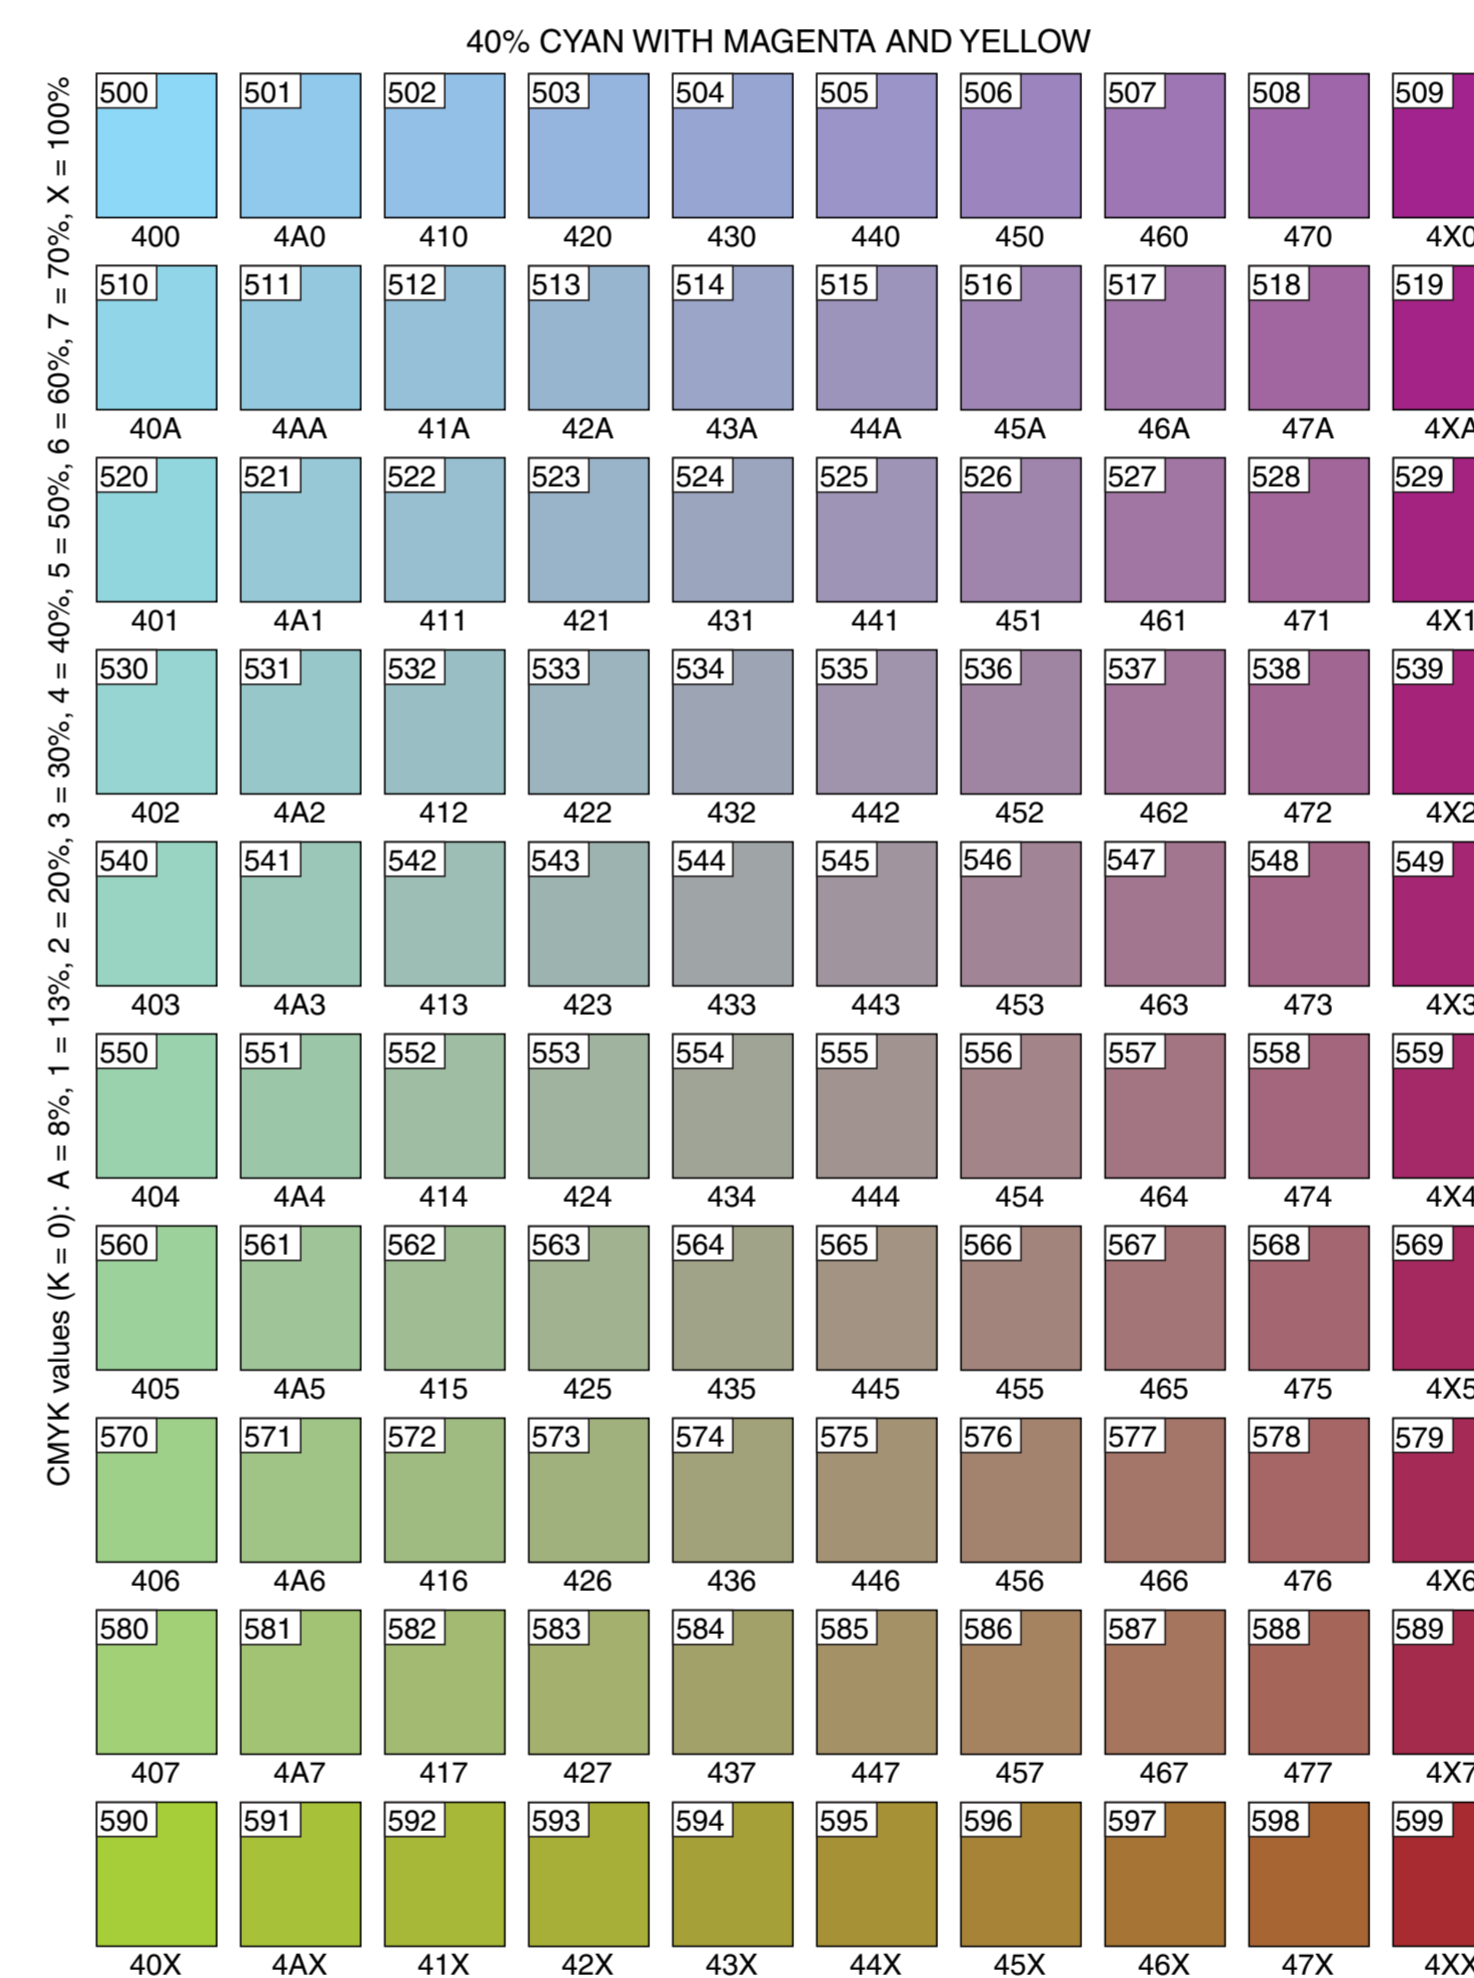 40% CYAN WITH MAGENTA AND YELLOW
CMYK values (K = 0):  A = 8%, 1 = 13%, 2 = 20%, 3 = 30%, 4 = 40%, 5 = 50%, 6 = 60%, 7 = 70%, X = 100%
500 501 502 503 504 505 506 507 508 509
400 4A0 410 420 430 440 450 460 470 4X0
510 511 512 513 514 515 516 517 518 519
40A 4AA 41A 42A 43A 44A 45A 46A 47A 4XA
520 521 522 523 524 525 526 527 528 529
401 4A1 411 421 431 441 451 461 471 4X1
530 531 532 533 534 535 536 537 538 539
402 4A2 412 422 432 442 452 462 472 4X2
540 541 542 543 544 545 546 547 548 549
403 4A3 413 423 433 443 453 463 473 4X3
550 551 552 553 554 555 556 557 558 559
404 4A4 414 424 434 444 454 464 474 4X4
560 561 562 563 564 565 566 567 568 569
405 4A5 415 425 435 445 455 465 475 4X5
570 571 572 573 574 575 576 577 578 579
406 4A6 416 426 436 446 456 466 476 4X6
580 581 582 583 584 585 586 587 588 589
407 4A7 417 427 437 447 457 467 477 4X7
590 591 592 593 594 595 596 597 598 599
40X 4AX 41X 42X 43X 44X 45X 46X 47X 4XX